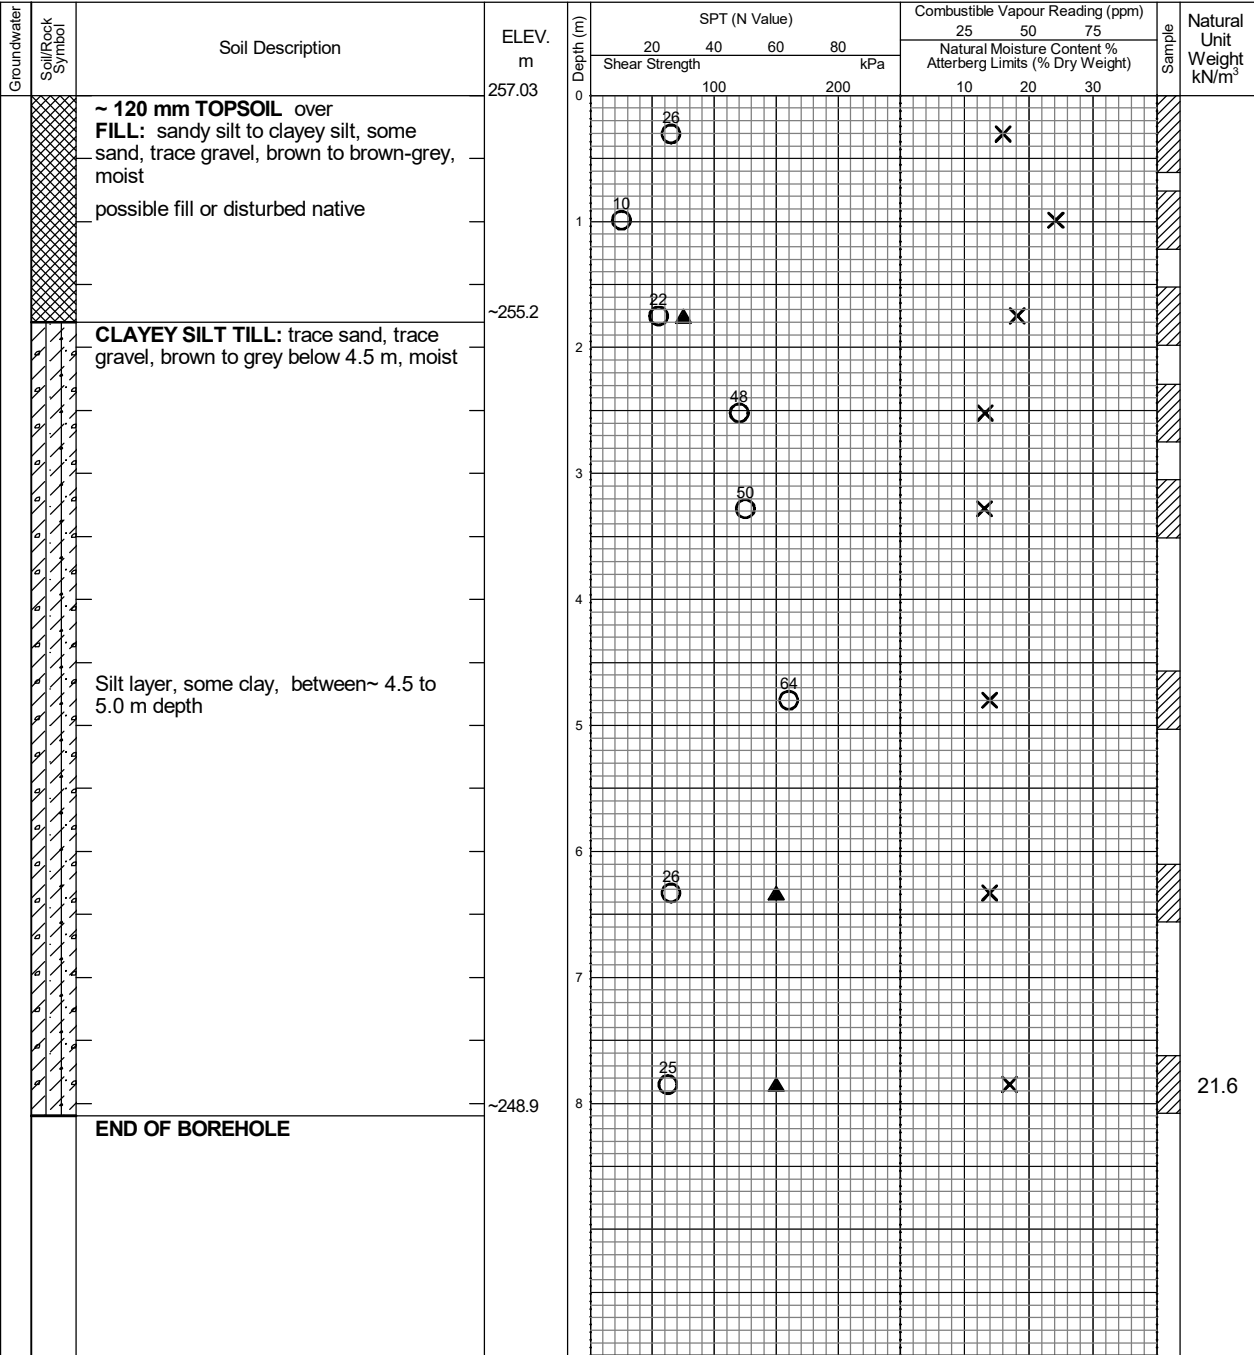 Groundwater
Soil/Rock
Symbol
Soil Description
ELEV.
m
257.03
Depth (m)
SPT (N Value)
20 40 60 80
Shear Strength kPa
100 200
Combustible Vapour Reading (ppm)
25 50 75
Natural Moisture Content %
Atterberg Limits (% Dry Weight)
10 20 30
Sample
Natural
Unit
Weight
kN/m³
0
~ 120 mm TOPSOIL over
FILL: sandy silt to clayey silt, some
sand, trace gravel, brown to brown-grey,
moist
possible fill or disturbed native
26
10
1
~255.2
22
CLAYEY SILT TILL: trace sand, trace
gravel, brown to grey below 4.5 m, moist
2
48
3
50
4
Silt layer, some clay, between~ 4.5 to
5.0 m depth
64
5
6
26
7
25
21.6
~248.9
8
END OF BOREHOLE